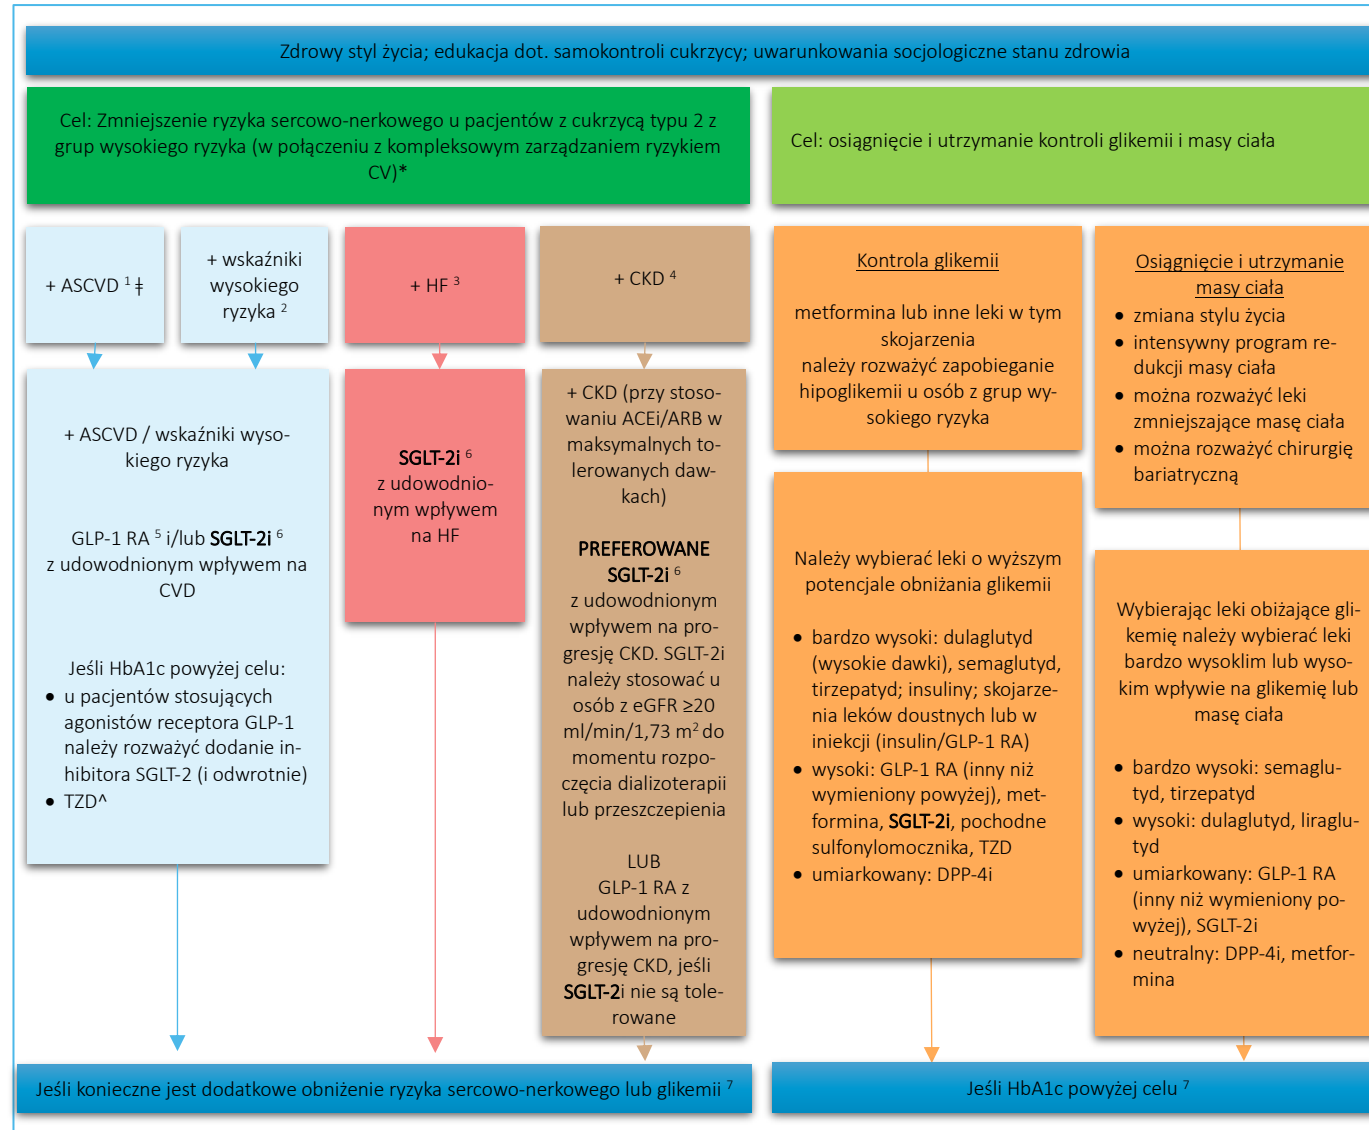 Zdrowy styl życia; edukacja dot. samokontroli cukrzycy; uwarunkowania socjologiczne stanu zdrowia
Cel: Zmniejszenie ryzyka sercowo-nerkowego u pacjentów z cukrzycą typu 2 z
grup wysokiego ryzyka (w połączeniu z kompleksowym zarządzaniem ryzykiem
CV)*
Cel: osiągnięcie i utrzymanie kontroli glikemii i masy ciała
+ ASCVD ¹ ǂ
+ wskaźniki
wysokiego
ryzyka ²
+ HF ³
+ CKD ⁴
+ ASCVD / wskaźniki wyso-
kiego ryzyka
GLP-1 RA ⁵ i/lub SGLT-2i ⁶
z udowodnionym wpływem na
CVD
Jeśli HbA1c powyżej celu:
• u pacjentów stosujących
agonistów receptora GLP-1
należy rozważyć dodanie in-
hibitora SGLT-2 (i odwrotnie)
• TZD^
SGLT-2i ⁶
z udowodnio-
nym wpływem
na HF
+ CKD (przy stoso-
waniu ACEi/ARB w
maksymalnych to-
lerowanych daw-
kach)
PREFEROWANE
SGLT-2i ⁶
z udowodnionym
wpływem na pro-
gresję CKD. SGLT-2i
należy stosować u
osób z eGFR ≥20
ml/min/1,73 m² do
momentu rozpo-
częcia dializoterapii
lub przeszczepienia
LUB
GLP-1 RA z
udowodnionym
wpływem na pro-
gresję CKD, jeśli
SGLT-2i nie są tole-
rowane
Kontrola glikemii
metformina lub inne leki w tym
skojarzenia
należy rozważyć zapobieganie
hipoglikemii u osób z grup wy-
sokiego ryzyka
Należy wybierać leki o wyższym
potencjale obniżania glikemii
• bardzo wysoki: dulaglutyd
(wysokie dawki), semaglutyd,
tirzepatyd; insuliny; skojarze-
nia leków doustnych lub w
iniekcji (insulin/GLP-1 RA)
• wysoki: GLP-1 RA (inny niż
wymieniony powyżej), met-
formina, SGLT-2i, pochodne
sulfonylomocznika, TZD
• umiarkowany: DPP-4i
Osiągnięcie i utrzymanie
masy ciała
• zmiana stylu życia
• intensywny program re-
dukcji masy ciała
• można rozważyć leki
zmniejszające masę ciała
• można rozważyć chirurgię
bariatryczną
Wybierając leki obiżające gli-
kemię należy wybierać leki
bardzo wysoklim lub wyso-
kim wpływie na glikemię lub
masę ciała
• bardzo wysoki: semaglu-
tyd, tirzepatyd
• wysoki: dulaglutyd, liraglu-
tyd
• umiarkowany: GLP-1 RA
(inny niż wymieniony po-
wyżej), SGLT-2i
• neutralny: DPP-4i, metfor-
mina
Jeśli konieczne jest dodatkowe obniżenie ryzyka sercowo-nerkowego lub glikemii ⁷
Jeśli HbA1c powyżej celu ⁷